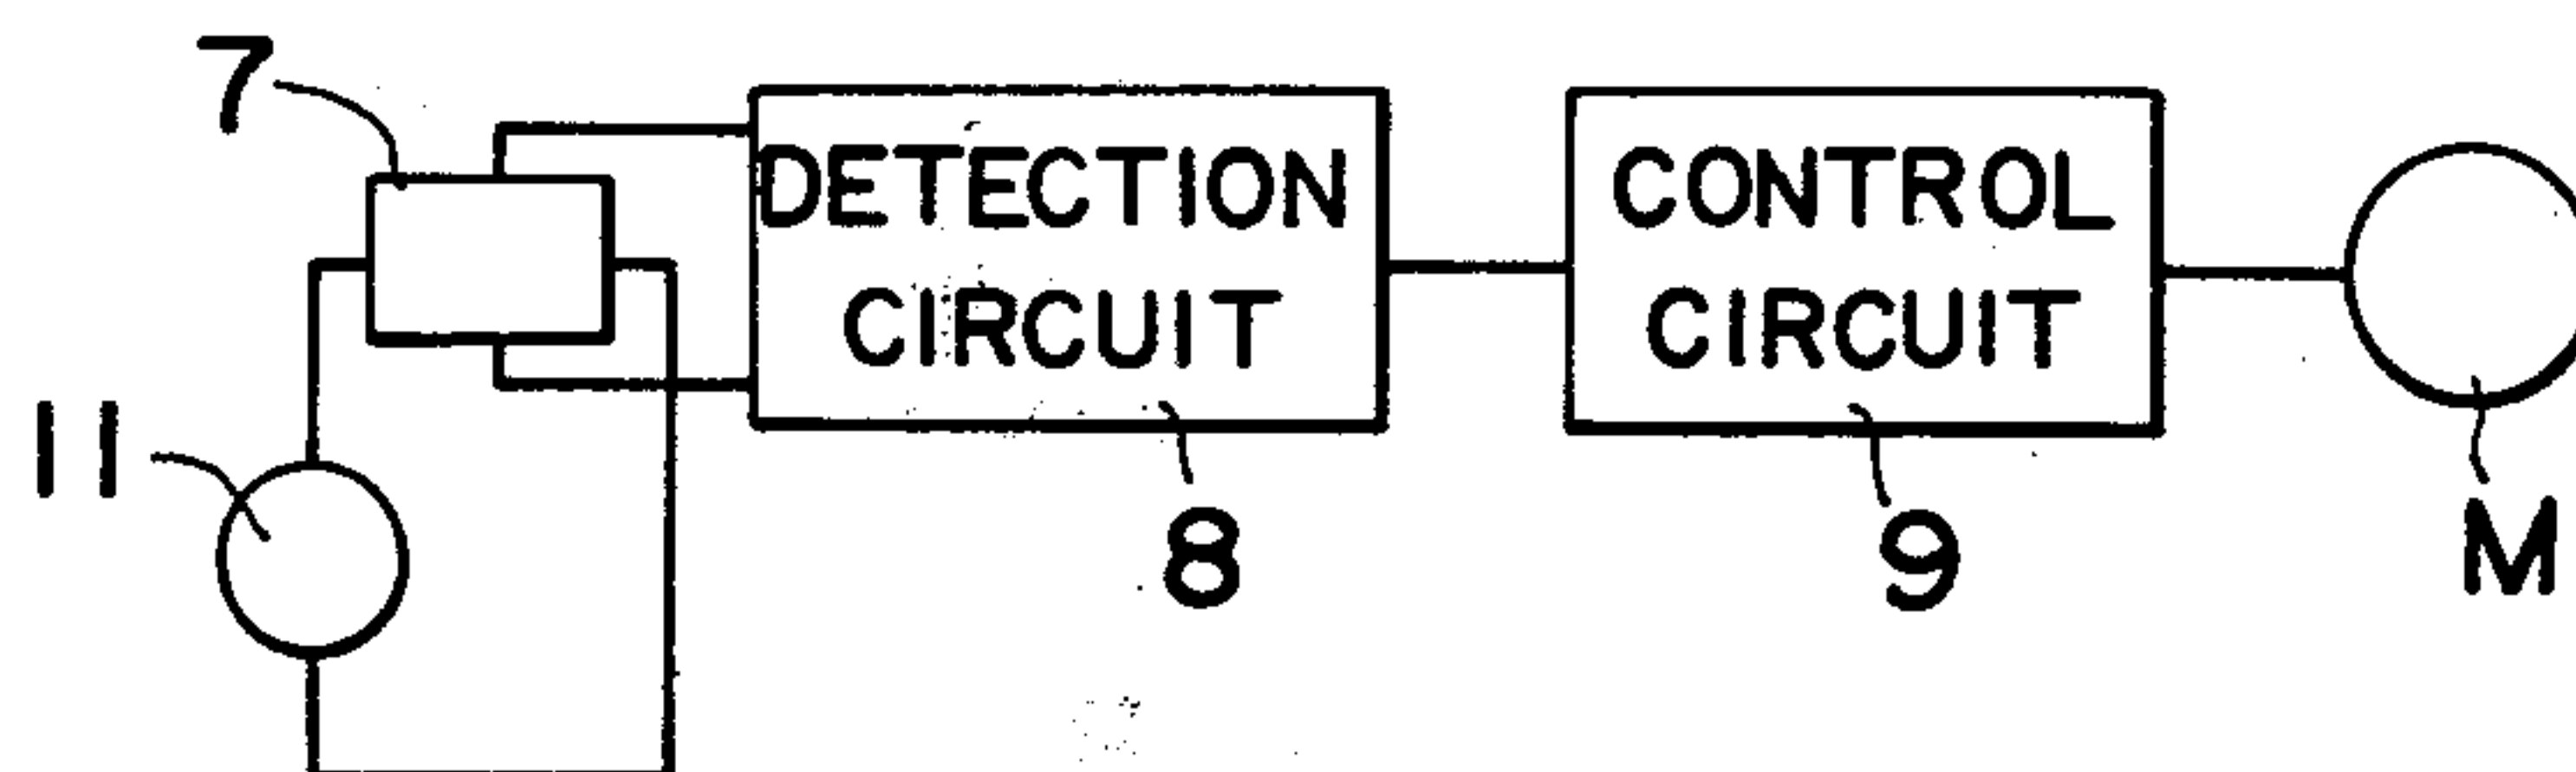 7
DETECTION
CIRCUIT
CONTROL
CIRCUIT
11
8
9
M